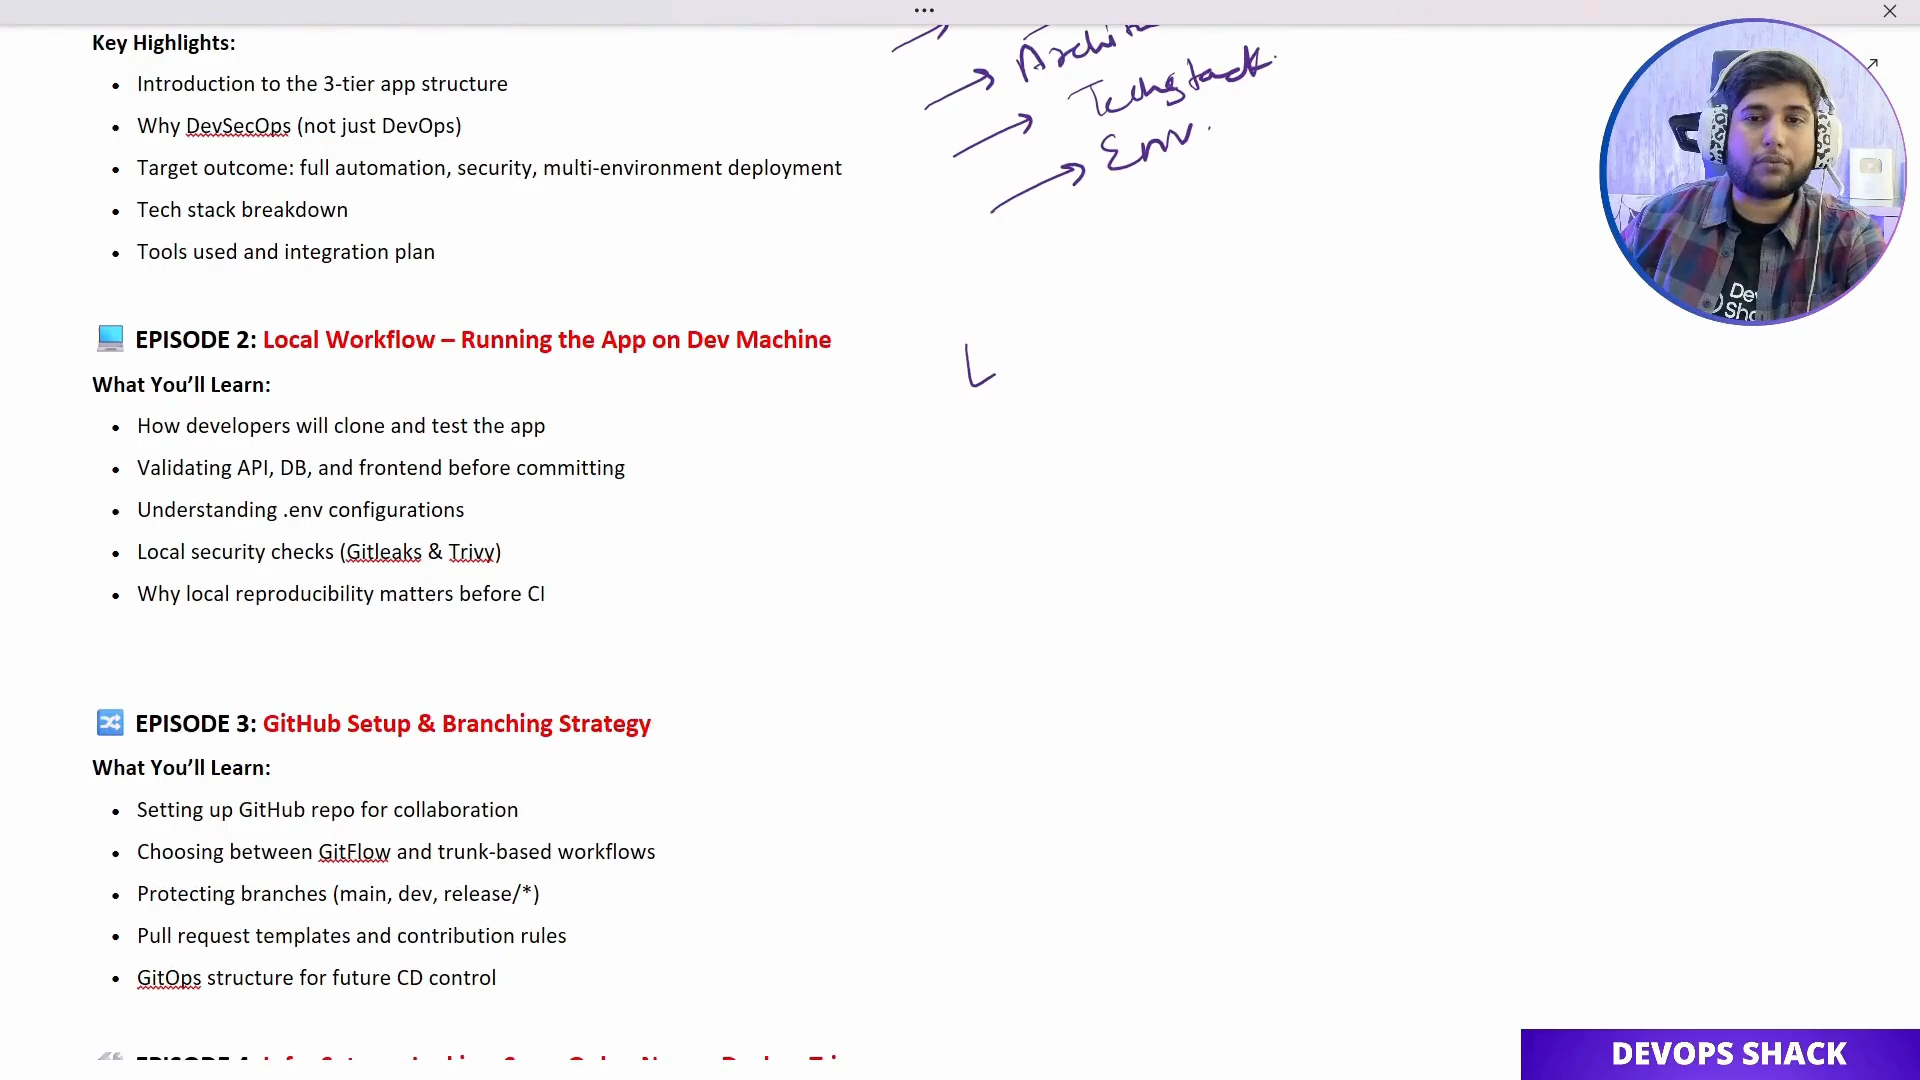 Key Highlights:
• Introduction to the 3-tier app structure
• Why DevSecOps (not just DevOps)
• Target outcome: full automation, security, multi-environment deployment
• Tech stack breakdown
• Tools used and integration plan
Techstack.
Env.
EPISODE 2: Local Workflow – Running the App on Dev Machine
What You’ll Learn:
L
• How developers will clone and test the app
• Validating API, DB, and frontend before committing
• Understanding .env configurations
• Local security checks (Gitleaks & Trivy)
• Why local reproducibility matters before CI
EPISODE 3: GitHub Setup & Branching Strategy
What You’ll Learn:
• Setting up GitHub repo for collaboration
• Choosing between GitFlow and trunk-based workflows
• Protecting branches (main, dev, release/*)
• Pull request templates and contribution rules
• GitOps structure for future CD control
DEVOPS SHACK